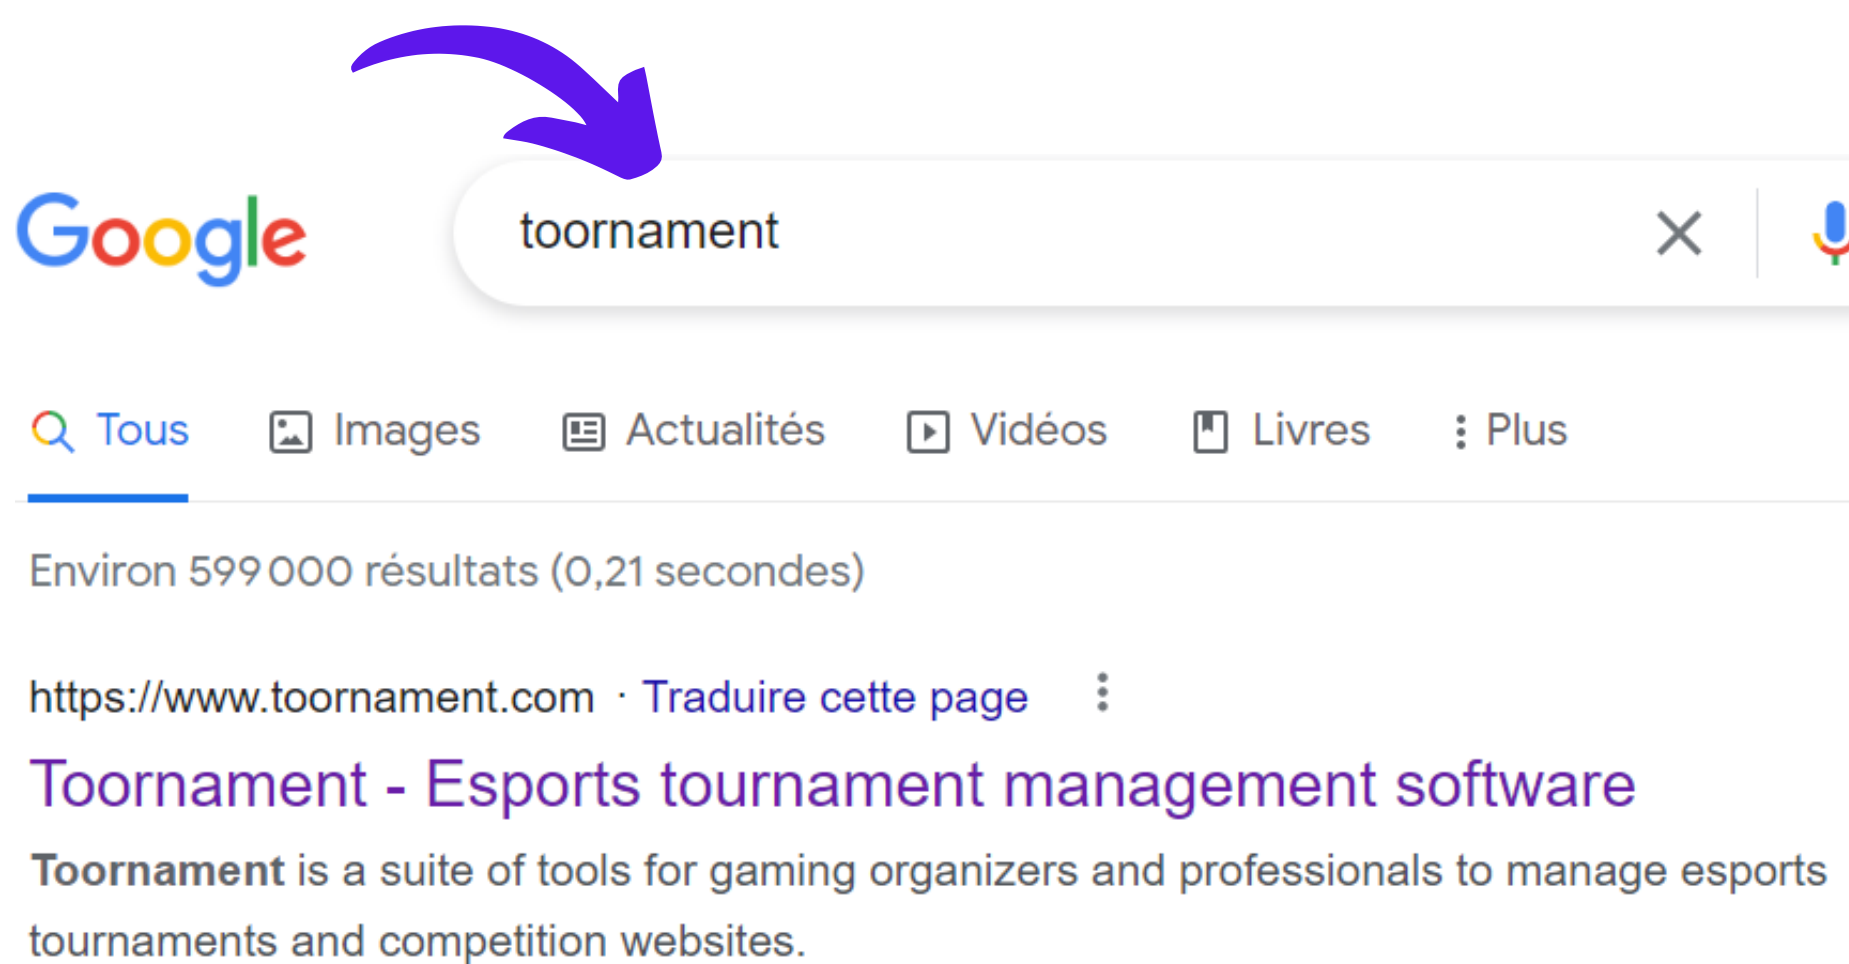 Google
toornament
Tous Images Actualités Vidéos Livres Plus
Environ 599 000 résultats (0,21 secondes)
https://www.toornament.com · Traduire cette page
Toornament - Esports tournament management software
Toornament is a suite of tools for gaming organizers and professionals to manage esports
tournaments and competition websites.